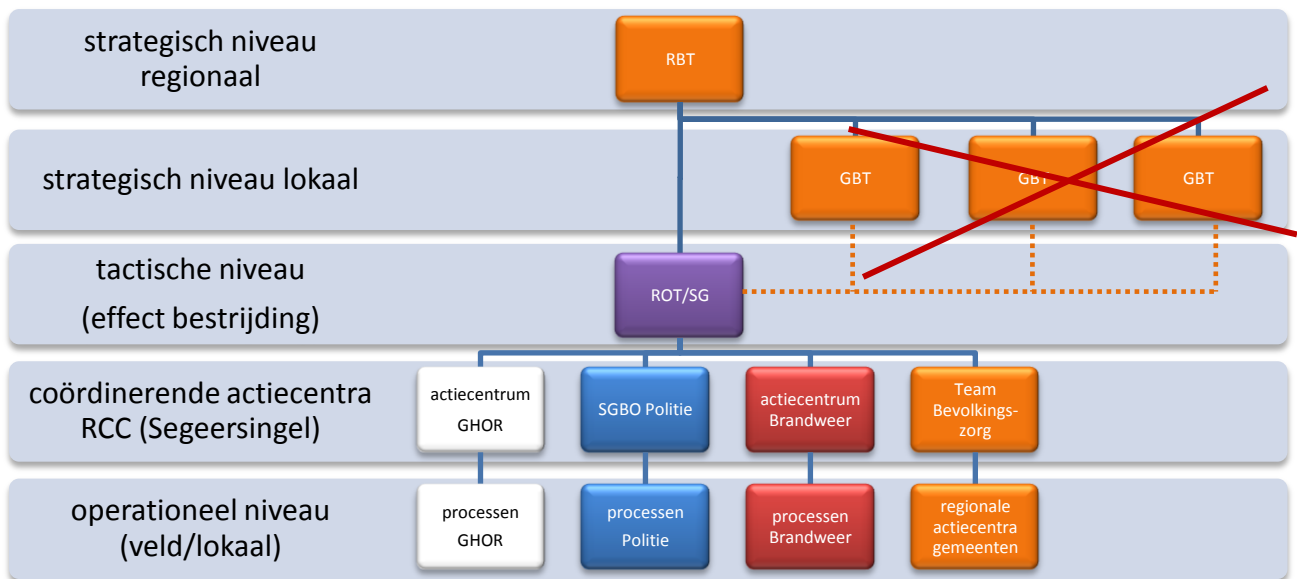 strategisch niveau
regionaal
RBT
strategisch niveau lokaal
GBT
GBT
GBT
tactische niveau
(effect bestrijding)
ROT/SG
coördinerende actiecentra
RCC (Segeersingel)
actiecentrum
GHOR
SGBO Politie
actiecentrum
Brandweer
Team
Bevolkings-
zorg
operationeel niveau
(veld/lokaal)
processen
GHOR
processen
Politie
processen
Brandweer
regionale
actiecentra
gemeenten